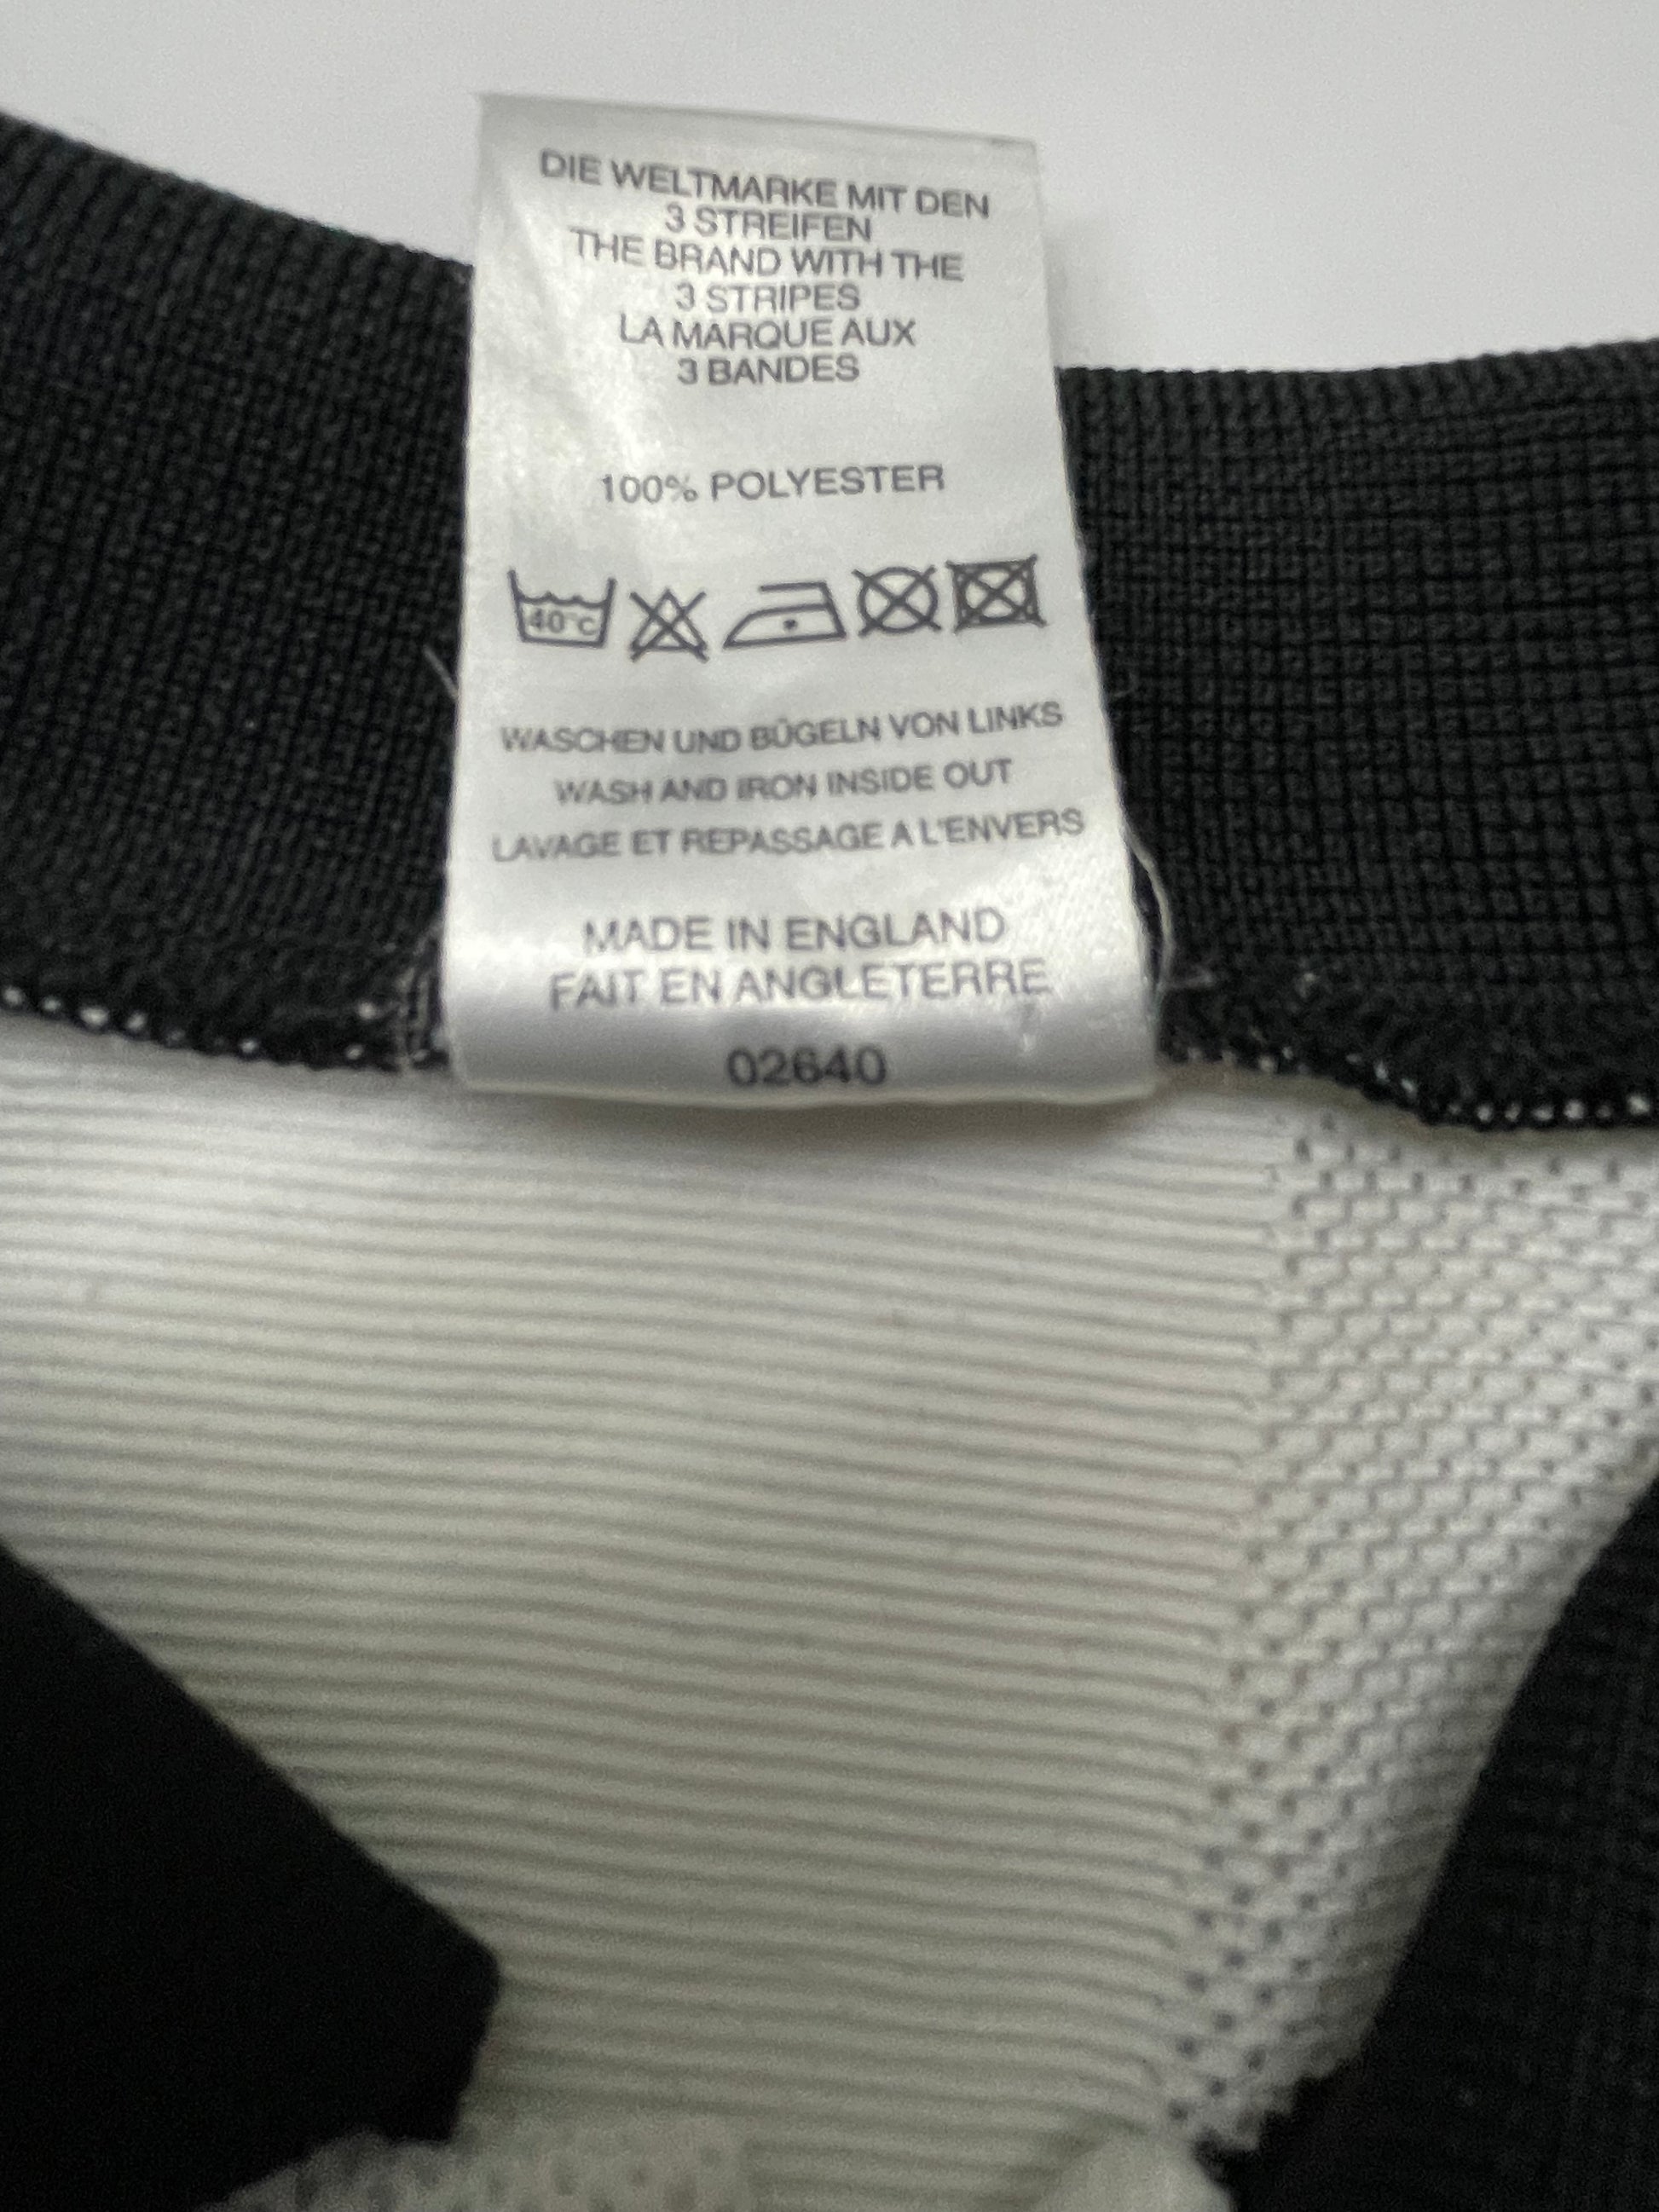 DIE WELTMARKE MIT DEN
3 STREIFEN
THE BRAND WITH THE
3 STRIPES
LA MARQUE AUX
3 BANDES
100% POLYESTER
40°C
WASCHEN UND BÜGELN VON LINKS
WASH AND IRON INSIDE OUT
LAVAGE ET REPASSAGE A L'ENVERS
MADE IN ENGLAND
FAIT EN ANGLETERRE
02640